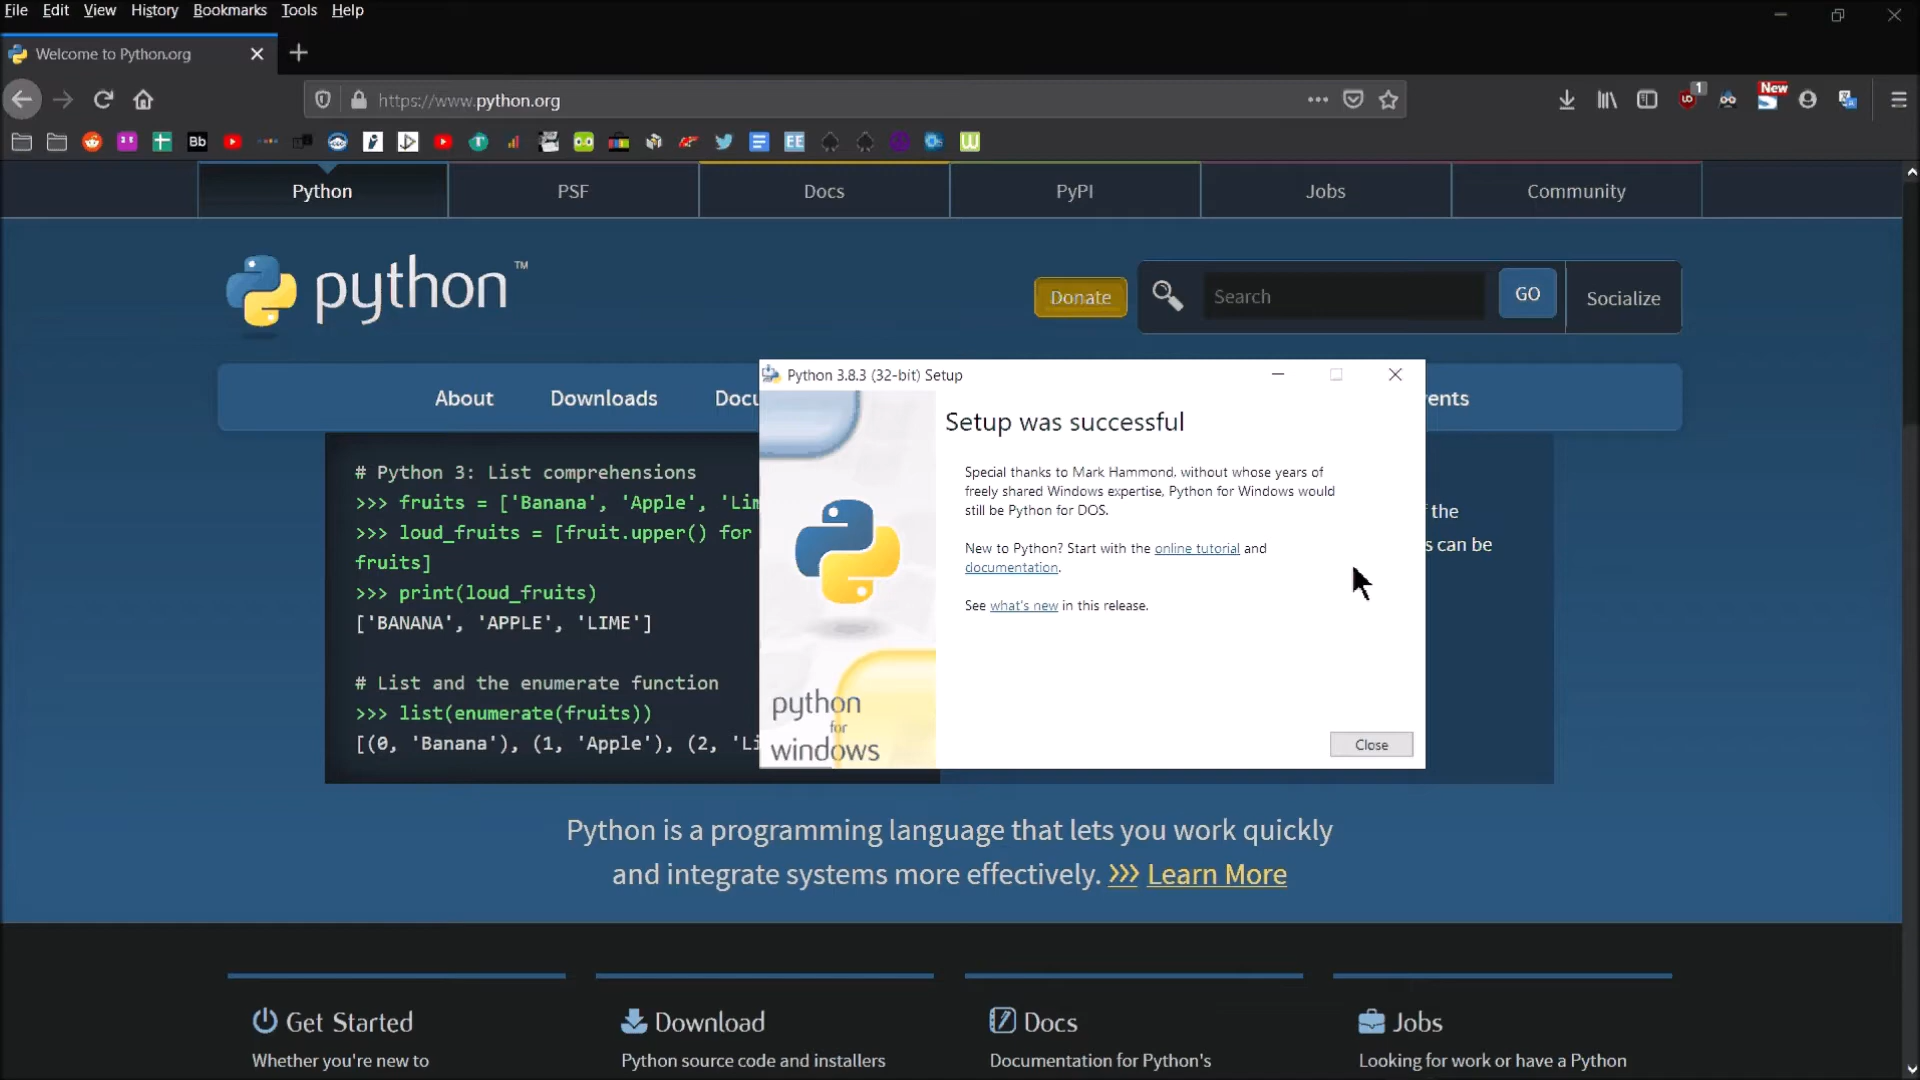 File Edit View History Bookmarks Tools Help
Welcome to Python.org
https://www.python.org
1
New
Bb
EE
Python PSF Docs PyPI Jobs Community
python™
Donate Search GO Socialize
About Downloads Docu ents
Python 3.8.3 (32-bit) Setup
Setup was successful
Special thanks to Mark Hammond, without whose years of
freely shared Windows expertise, Python for Windows would
still be Python for DOS.
New to Python? Start with the online tutorial and
documentation.
See what's new in this release.
python
for
windows
Close
# Python 3: List comprehensions
>>> fruits = ['Banana', 'Apple', 'Lim
>>> loud_fruits = [fruit.upper() for
fruits]
>>> print(loud_fruits)
['BANANA', 'APPLE', 'LIME']
# List and the enumerate function
>>> list(enumerate(fruits))
[(0, 'Banana'), (1, 'Apple'), (2, 'Li
the
s can be
Python is a programming language that lets you work quickly
and integrate systems more effectively. >>> Learn More
Get Started
Whether you're new to
Download
Python source code and installers
Docs
Documentation for Python's
Jobs
Looking for work or have a Python